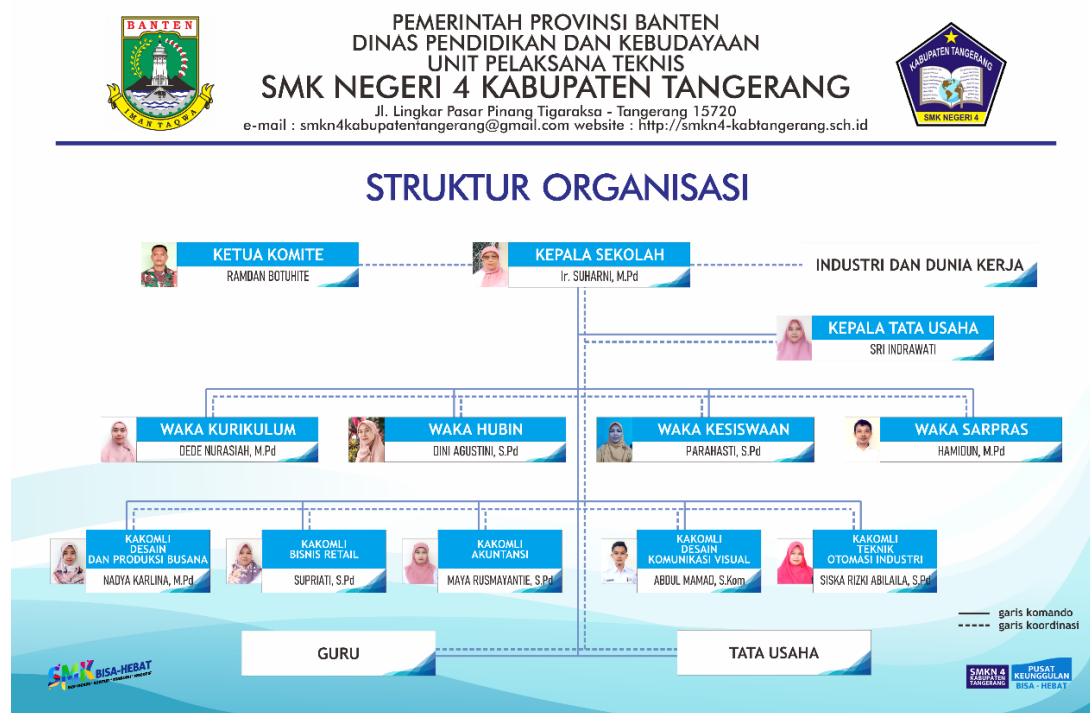 BANTEN
IMAN TAQWA
PEMERINTAH PROVINSI BANTEN
DINAS PENDIDIKAN DAN KEBUDAYAAN
UNIT PELAKSANA TEKNIS
SMK NEGERI 4 KABUPATEN TANGERANG
Jl. Lingkar Pasar Pinang Tigaraksa - Tangerang 15720
e-mail : smkn4kabupatentangerang@gmail.com website : http://smkn4-kabtangerang.sch.id
KABUPATEN TANGERANG
SMK NEGERI 4
STRUKTUR ORGANISASI
KETUA KOMITE
RAMDAN BOTUHITE
KEPALA SEKOLAH
Ir. SUHARNI, M.Pd
INDUSTRI DAN DUNIA KERJA
KEPALA TATA USAHA
SRI INDRAWATI
WAKA KURIKULUM
DEDE NURASIAH, M.Pd
WAKA HUBIN
DINI AGUSTINI, S.Pd
WAKA KESISWAAN
PARAHASTI, S.Pd
WAKA SARPRAS
HAMIDUN, M.Pd
KAKOMLI
DESAIN
DAN PRODUKSI BUSANA
NADYA KARLINA, M.Pd
KAKOMLI
BISNIS RETAIL
SUPRIATI, S.Pd
KAKOMLI
AKUNTANSI
MAYA RUSMAYANTIE, S.Pd
KAKOMLI
DESAIN
KOMUNIKASI VISUAL
ABDUL MAMAD, S.Kom
KAKOMLI
TEKNIK
OTOMASI INDUSTRI
SISKA RIZKI ABILAILA, S.Pd
garis komando
garis koordinasi
GURU
TATA USAHA
SMK BISA-HEBAT
SMKN 4
KABUPATEN
TANGERANG
PUSAT
KEUNGGULAN
BISA - HEBAT